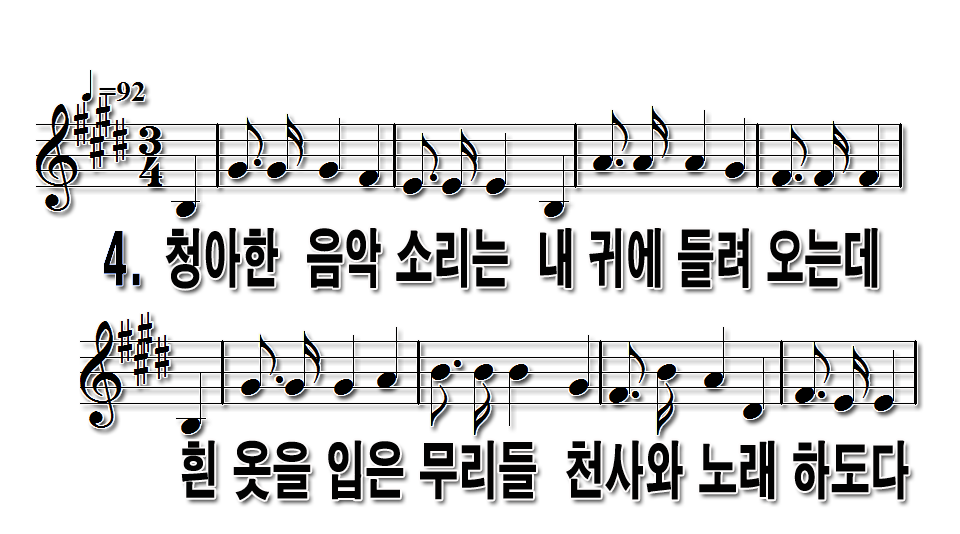 ♩=92
3/4
4. 청아한 음악 소리는 내 귀에 들려 오는데
흰 옷을 입은 무리들 천사와 노래 하도다